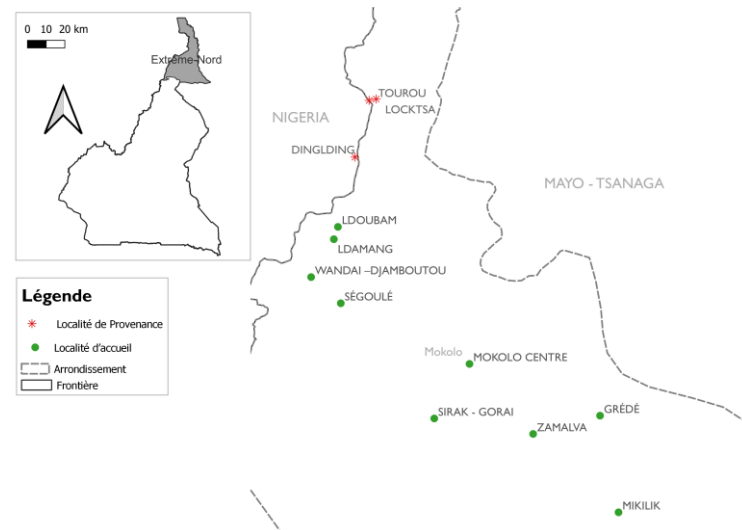 0 10 20 km
Extrême-Nord
NIGERIA
TOUROU
LOCKTSA
DINGLDING
MAYO - TSANAGA
LDOUBAM
LDAMANG
WANDAI –DJAMBOUTOU
SÉGOULÉ
Mokolo
MOKOLO CENTRE
SIRAK - GORAI
ZAMALVA
GRÉDÉ
MIKILIK
Légende
Localité de Provenance
Localité d'accueil
Arrondissement
Frontière